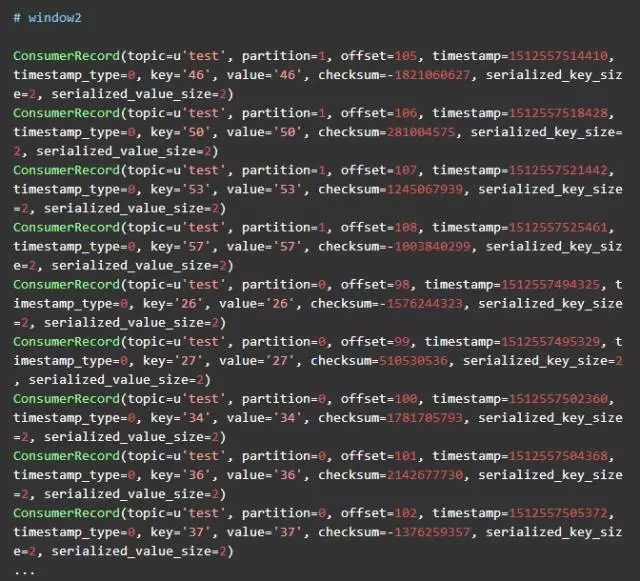 # window2
ConsumerRecord(topic=u'test', partition=1, offset=105, timestamp=1512557514410,
timestamp_type=0, key='46', value='46', checksum=-1821060627, serialized_key_siz
e=2, serialized_value_size=2)
ConsumerRecord(topic=u'test', partition=1, offset=106, timestamp=1512557518428,
timestamp_type=0, key='50', value='50', checksum=281004575, serialized_key_size=
2, serialized_value_size=2)
ConsumerRecord(topic=u'test', partition=1, offset=107, timestamp=1512557521442,
timestamp_type=0, key='53', value='53', checksum=1245067939, serialized_key_size
=2, serialized_value_size=2)
ConsumerRecord(topic=u'test', partition=1, offset=108, timestamp=1512557525461,
timestamp_type=0, key='57', value='57', checksum=-1003840299, serialized_key_siz
e=2, serialized_value_size=2)
ConsumerRecord(topic=u'test', partition=0, offset=98, timestamp=1512557494325, t
imestamp_type=0, key='26', value='26', checksum=-1576244323, serialized_key_size
=2, serialized_value_size=2)
ConsumerRecord(topic=u'test', partition=0, offset=99, timestamp=1512557495329, t
imestamp_type=0, key='27', value='27', checksum=510530536, serialized_key_size=2
, serialized_value_size=2)
ConsumerRecord(topic=u'test', partition=0, offset=100, timestamp=1512557502360,
timestamp_type=0, key='34', value='34', checksum=1781705793, serialized_key_size
=2, serialized_value_size=2)
ConsumerRecord(topic=u'test', partition=0, offset=101, timestamp=1512557504368,
timestamp_type=0, key='36', value='36', checksum=2142677730, serialized_key_size
=2, serialized_value_size=2)
ConsumerRecord(topic=u'test', partition=0, offset=102, timestamp=1512557505372,
timestamp_type=0, key='37', value='37', checksum=-1376259357, serialized_key_siz
e=2, serialized_value_size=2)
...